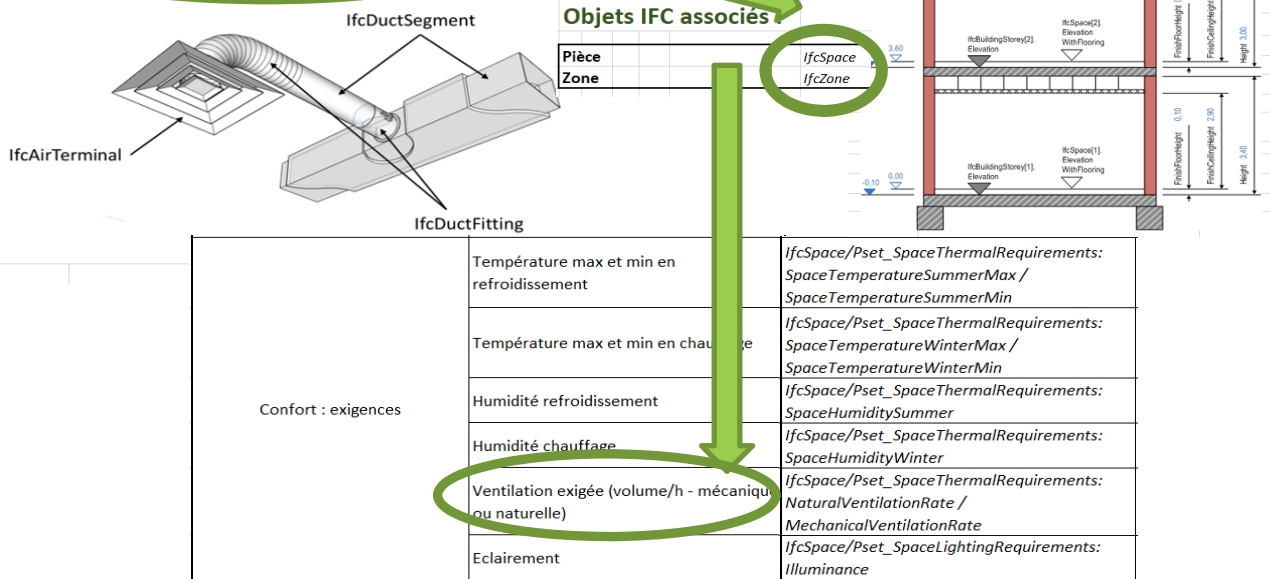 IfcDuctSegment
IfcAirTerminal
IfcDuctFitting
Objets IFC associés
Pièce IfcSpace
Zone IfcZone
3,60
IfcBuildingStorey[2].
Elevation
IfcSpace[2].
Elevation
WithFlooring
FinishFloorHeight
FinishCeilingHeight
Height 3,00
-0,10
0,00
IfcBuildingStorey[1].
Elevation
IfcSpace[1].
Elevation
WithFlooring
FinishFloorHeight 0,10
FinishCeilingHeight 2,90
Height 3,40
Confort : exigences
Température max et min en
refroidissement
IfcSpace/Pset_SpaceThermalRequirements:
SpaceTemperatureSummerMax /
SpaceTemperatureSummerMin
Température max et min en
IfcSpace/Pset_SpaceThermalRequirements:
SpaceTemperatureWinterMax /
SpaceTemperatureWinterMin
Humidité refroidissement
IfcSpace/Pset_SpaceThermalRequirements:
SpaceHumiditySummer
Humidité chauffage
IfcSpace/Pset_SpaceThermalRequirements:
SpaceHumidityWinter
Ventilation exigée (volume/h - mécanique
ou naturelle)
IfcSpace/Pset_SpaceThermalRequirements:
NaturalVentilationRate /
MechanicalVentilationRate
Eclairement
IfcSpace/Pset_SpaceLightingRequirements:
Illuminance